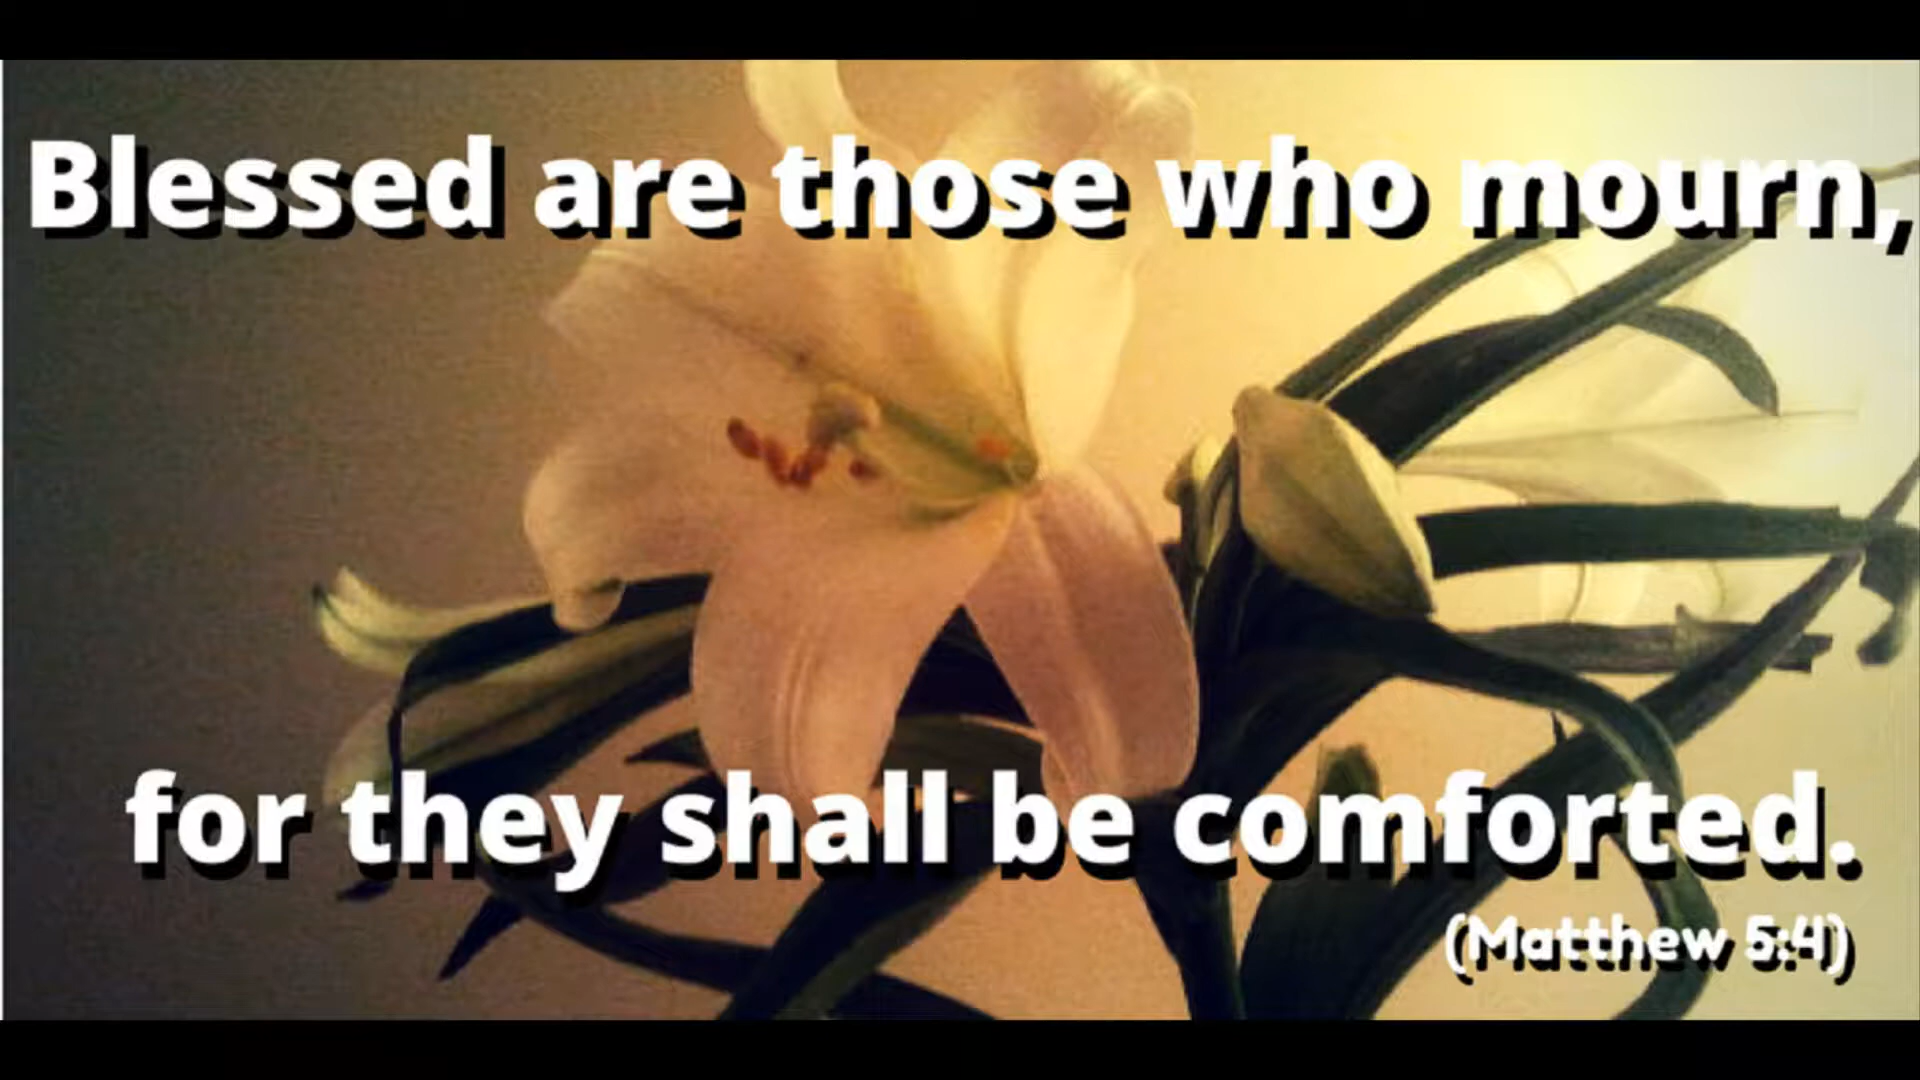 Blessed are those who mourn,
for they shall be comforted.
(Matthew 5:4)